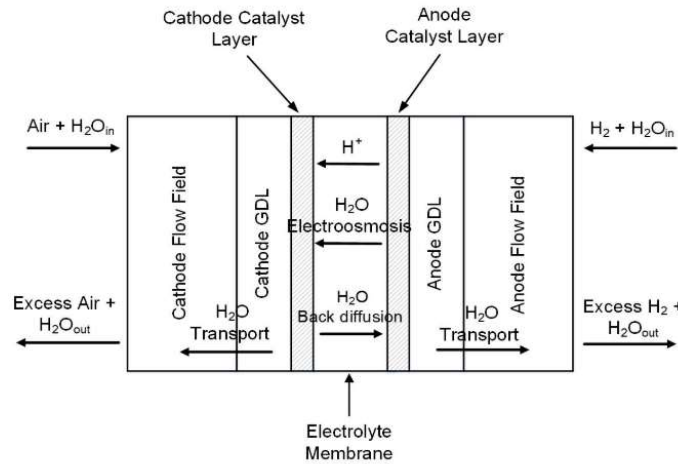 Cathode Catalyst
Layer
Anode
Catalyst Layer
Air + H₂Oin
H₂ + H₂Oin
H⁺
H₂O
Electroosmosis
H₂O
Back diffusion
Cathode Flow Field
Cathode GDL
Anode GDL
Anode Flow Field
H₂O
Transport
H₂O
Transport
Excess Air +
H₂Oout
Excess H₂ +
H₂Oout
Electrolyte
Membrane